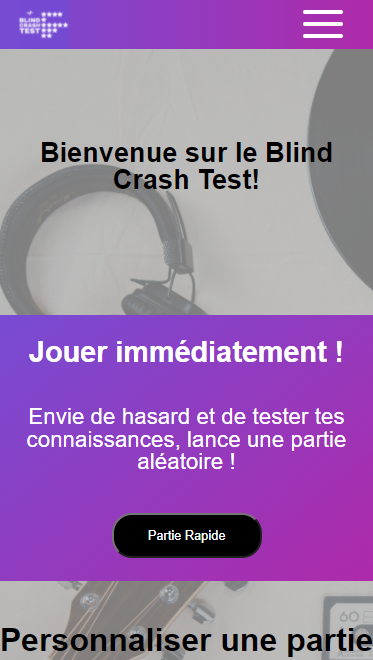 BLIND
CRASH
TEST
Bienvenue sur le Blind
Crash Test!
Jouer immédiatement !
Envie de hasard et de tester tes
connaissances, lance une partie
aléatoire !
Partie Rapide
60
Personnaliser une partie